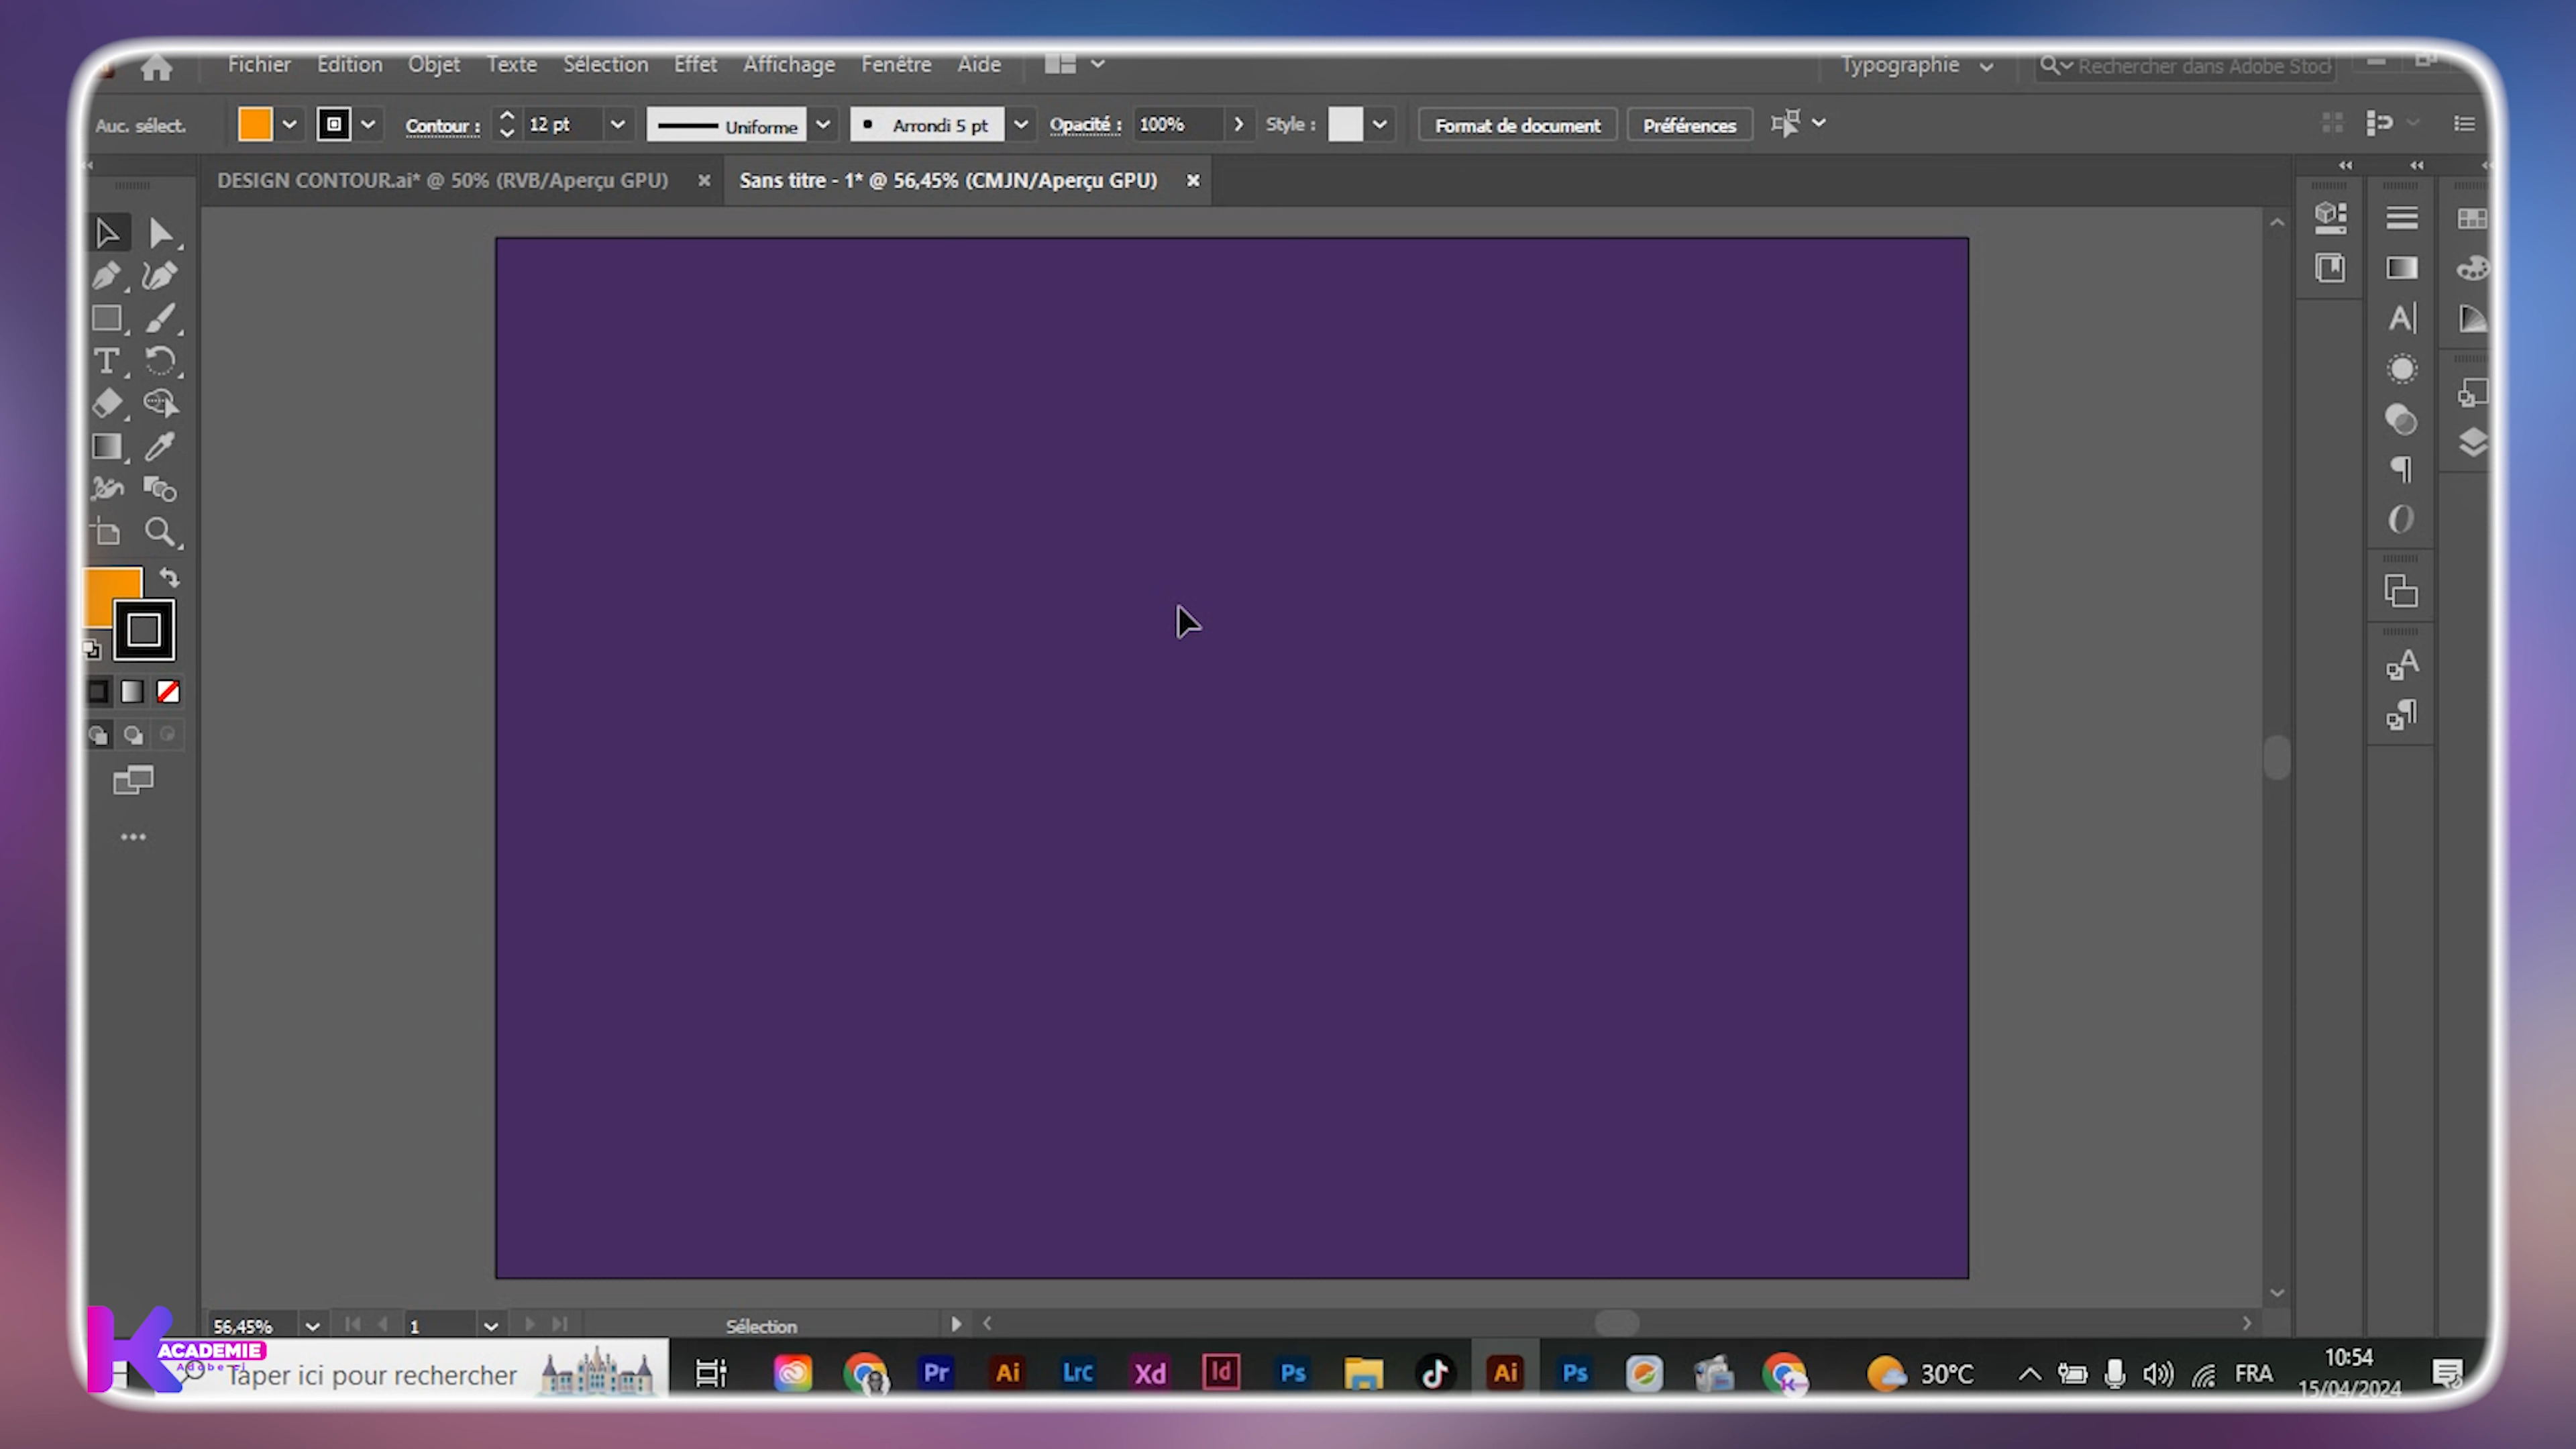 Fichier Edition Objet Texte Sélection Effet Affichage Fenêtre Aide Typographie Rechercher dans Adobe Stoc
Auc. sélect. Contour : 12 pt Uniforme Arrondi 5 pt Opacité : 100% Style : Format de document Préférences
DESIGN CONTOUR.ai* @ 50% (RVB/Aperçu GPU) × Sans titre - 1* @ 56,45% (CMJN/Aperçu GPU) ×
56,45% 1 Sélection
K ACADEMIE
Taper ici pour rechercher Pr Ai Lrc Xd Id Ps Ai Ps 30°C FRA 10:54
15/04/2024